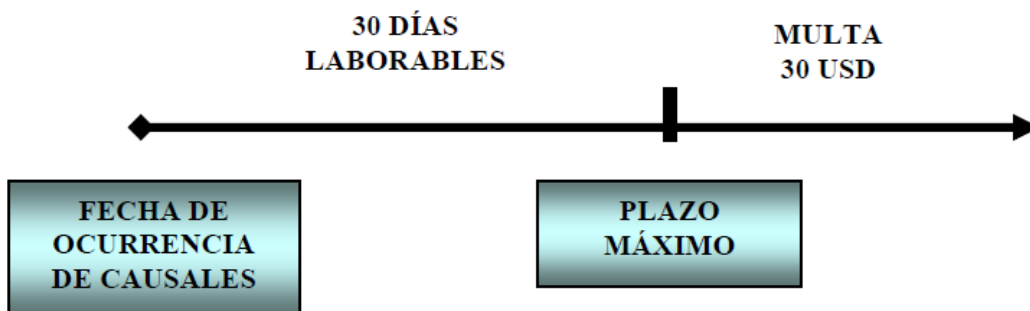 30 DÍAS
LABORABLES
MULTA
30 USD
FECHA DE
OCURRENCIA
DE CAUSALES
PLAZO
MÁXIMO